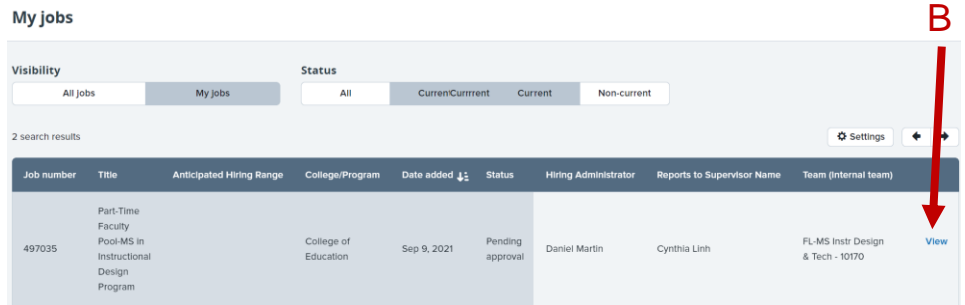 My jobs
B
Visibility
Status
All jobs
My jobs
All
Curren\Currrent
Current
Non-current
2 search results
Settings
Job number Title Anticipated Hiring Range College/Program Date added Status Hiring Administrator Reports to Supervisor Name Team (Internal team)
497035
Part-Time
Faculty
Pool-MS in
Instructional
Design
Program
College of
Education
Sep 9, 2021
Pending
approval
Daniel Martin
Cynthia Linh
FL-MS Instr Design
& Tech - 10170
View